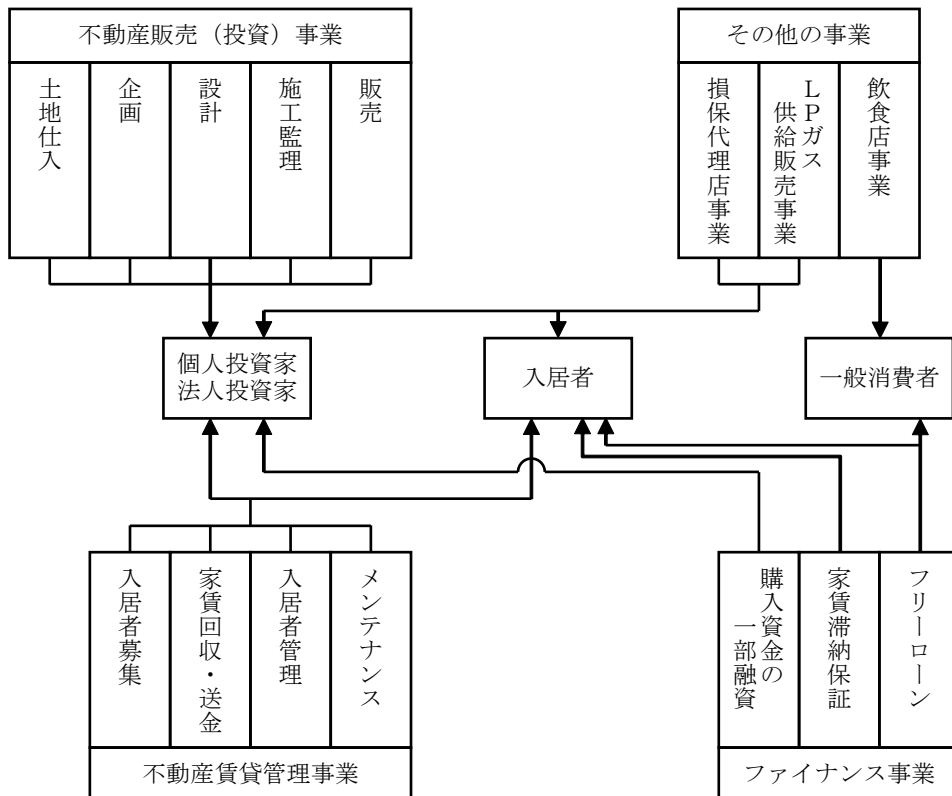 不動産販売（投資）事業
土地仕入
企画
設計
施工監理
販売
その他の事業
損保代理店事業
ＬＰガス
供給販売事業
飲食店事業
個人投資家
法人投資家
入居者
一般消費者
入居者募集
家賃回収・送金
入居者管理
メンテナンス
不動産賃貸管理事業
購入資金の
一部融資
家賃滞納保証
フリーローン
ファイナンス事業